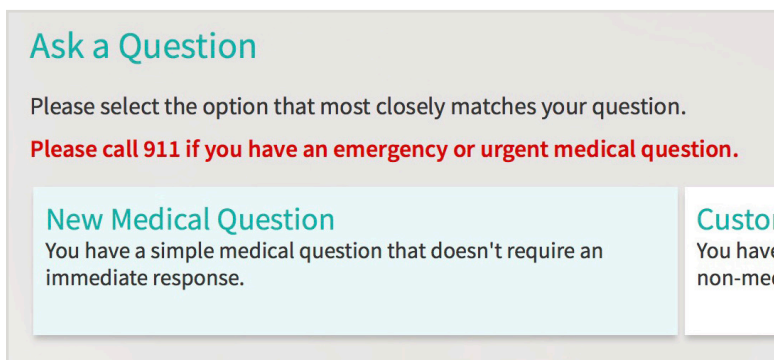 Ask a Question
Please select the option that most closely matches your question.
Please call 911 if you have an emergency or urgent medical question.
New Medical Question
You have a simple medical question that doesn't require an
immediate response.
You have